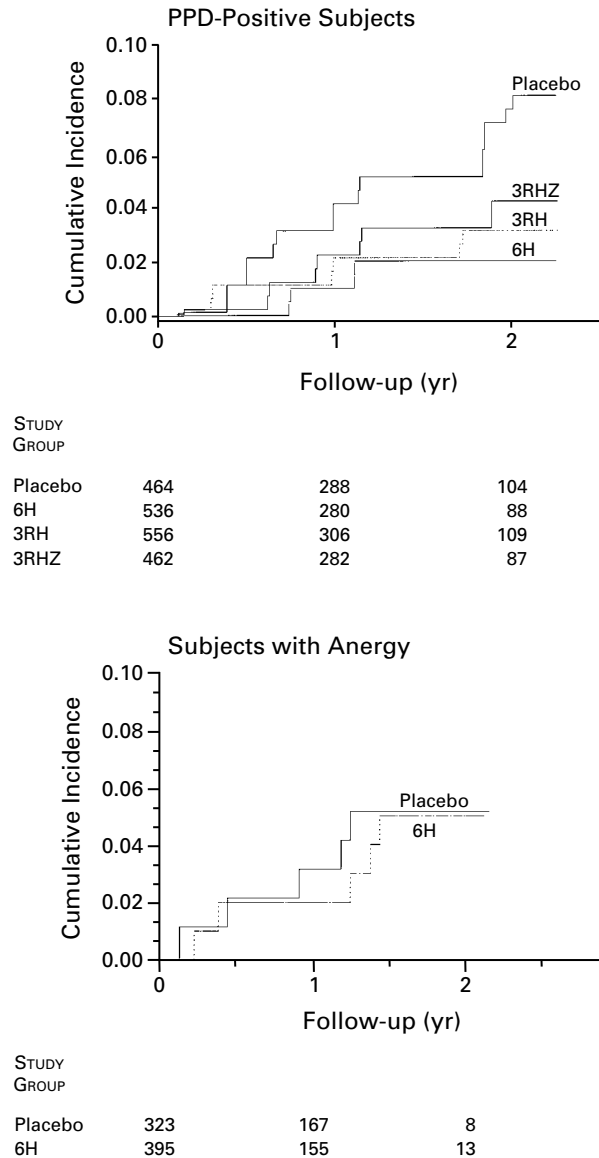 PPD-Positive Subjects
0.10
0.08
0.06
0.04
0.02
0.00
Cumulative Incidence
Placebo
3RHZ
3RH
6H
0 1 2
Follow-up (yr)
STUDY
GROUP
Placebo 464 288 104
6H 536 280 88
3RH 556 306 109
3RHZ 462 282 87
Subjects with Anergy
0.10
0.08
0.06
0.04
0.02
0.00
Cumulative Incidence
Placebo
6H
0 1 2
Follow-up (yr)
STUDY
GROUP
Placebo 323 167 8
6H 395 155 13